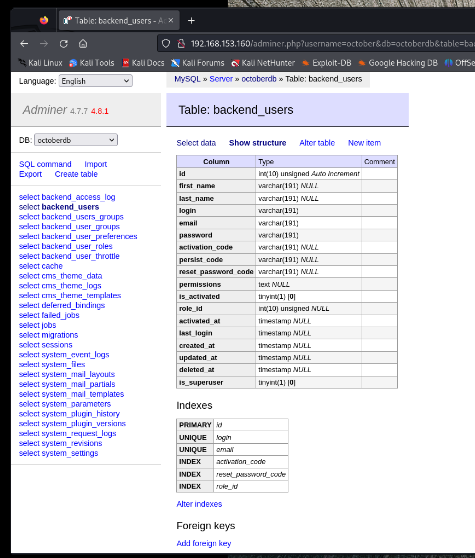 Table: backend_users - A
192.168.153.160/adminer.php?username=october&db=octoberdb&table=ba
Kali Linux Kali Tools Kali Docs Kali Forums Kali NetHunter Exploit-DB Google Hacking DB OffSe
Language: English
MySQL » Server » octoberdb » Table: backend_users
Adminer 4.7.7 4.8.1
Table: backend_users
DB: octoberdb
SQL command Import
Export Create table
select backend_access_log
select backend_users
select backend_users_groups
select backend_user_groups
select backend_user_preferences
select backend_user_roles
select backend_user_throttle
select cache
select cms_theme_data
select cms_theme_logs
select cms_theme_templates
select deferred_bindings
select failed_jobs
select jobs
select migrations
select sessions
select system_event_logs
select system_files
select system_mail_layouts
select system_mail_partials
select system_mail_templates
select system_parameters
select system_plugin_history
select system_plugin_versions
select system_request_logs
select system_revisions
select system_settings
Select data Show structure Alter table New item
Column Type Comment
id int(10) unsigned Auto Increment
first_name varchar(191) NULL
last_name varchar(191) NULL
login varchar(191)
email varchar(191)
password varchar(191)
activation_code varchar(191) NULL
persist_code varchar(191) NULL
reset_password_code varchar(191) NULL
permissions text NULL
is_activated tinyint(1) [0]
role_id int(10) unsigned NULL
activated_at timestamp NULL
last_login timestamp NULL
created_at timestamp NULL
updated_at timestamp NULL
deleted_at timestamp NULL
is_superuser tinyint(1) [0]
Indexes
PRIMARY id
UNIQUE login
UNIQUE email
INDEX activation_code
INDEX reset_password_code
INDEX role_id
Alter indexes
Foreign keys
Add foreign key